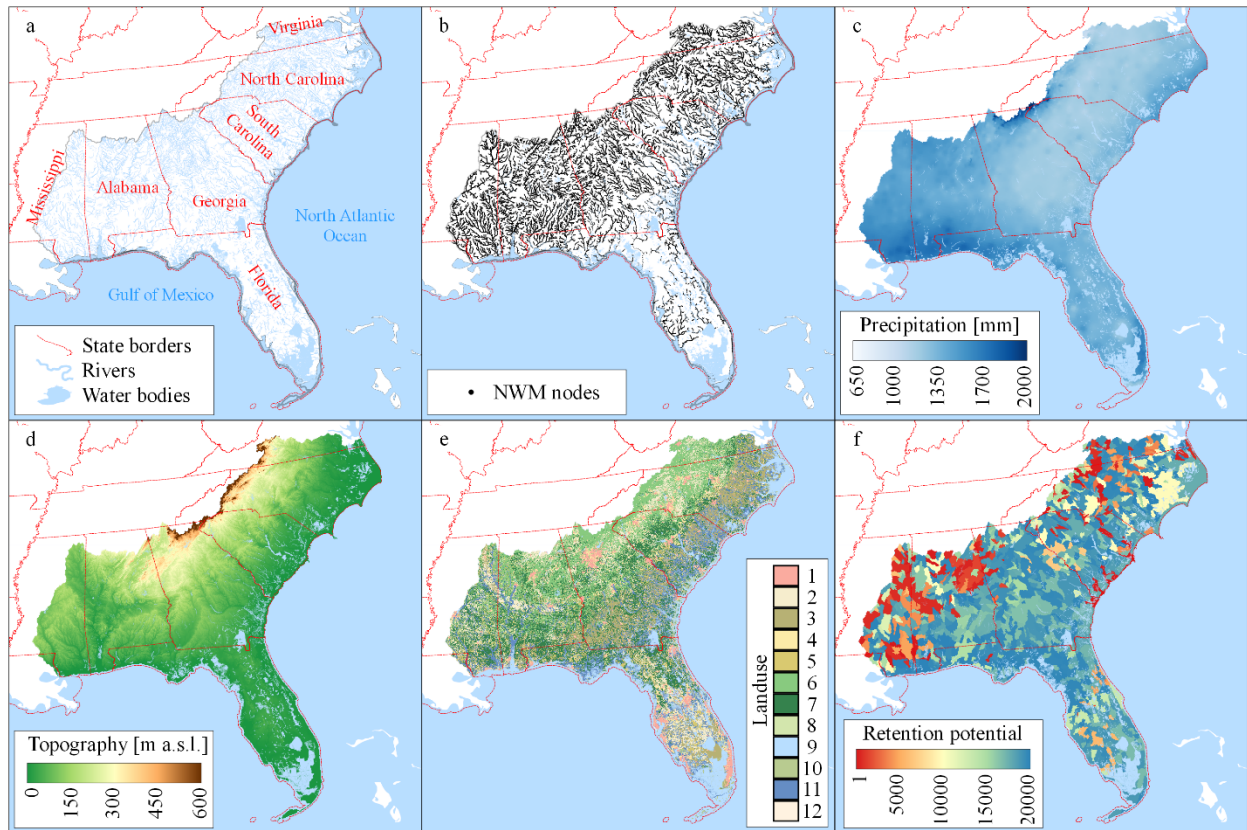 a
Virginia
North Carolina
South
Carolina
Mississippi
Alabama
Georgia
North Atlantic
Ocean
Florida
Gulf of Mexico
State borders
Rivers
Water bodies
b
NWM nodes
c
Precipitation [mm]
650
1000
1350
1700
2000
d
Topography [m a.s.l.]
0
150
300
450
600
e
Landuse
1
2
3
4
5
6
7
8
9
10
11
12
f
Retention potential
1
5000
10000
15000
20000